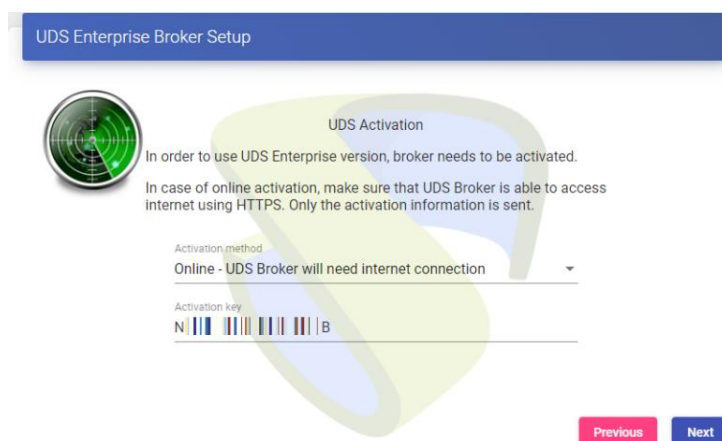 UDS Enterprise Broker Setup
UDS Activation
In order to use UDS Enterprise version, broker needs to be activated.
In case of online activation, make sure that UDS Broker is able to access
internet using HTTPS. Only the activation information is sent.
Activation method
Online - UDS Broker will need internet connection
Activation key
N B
Previous
Next